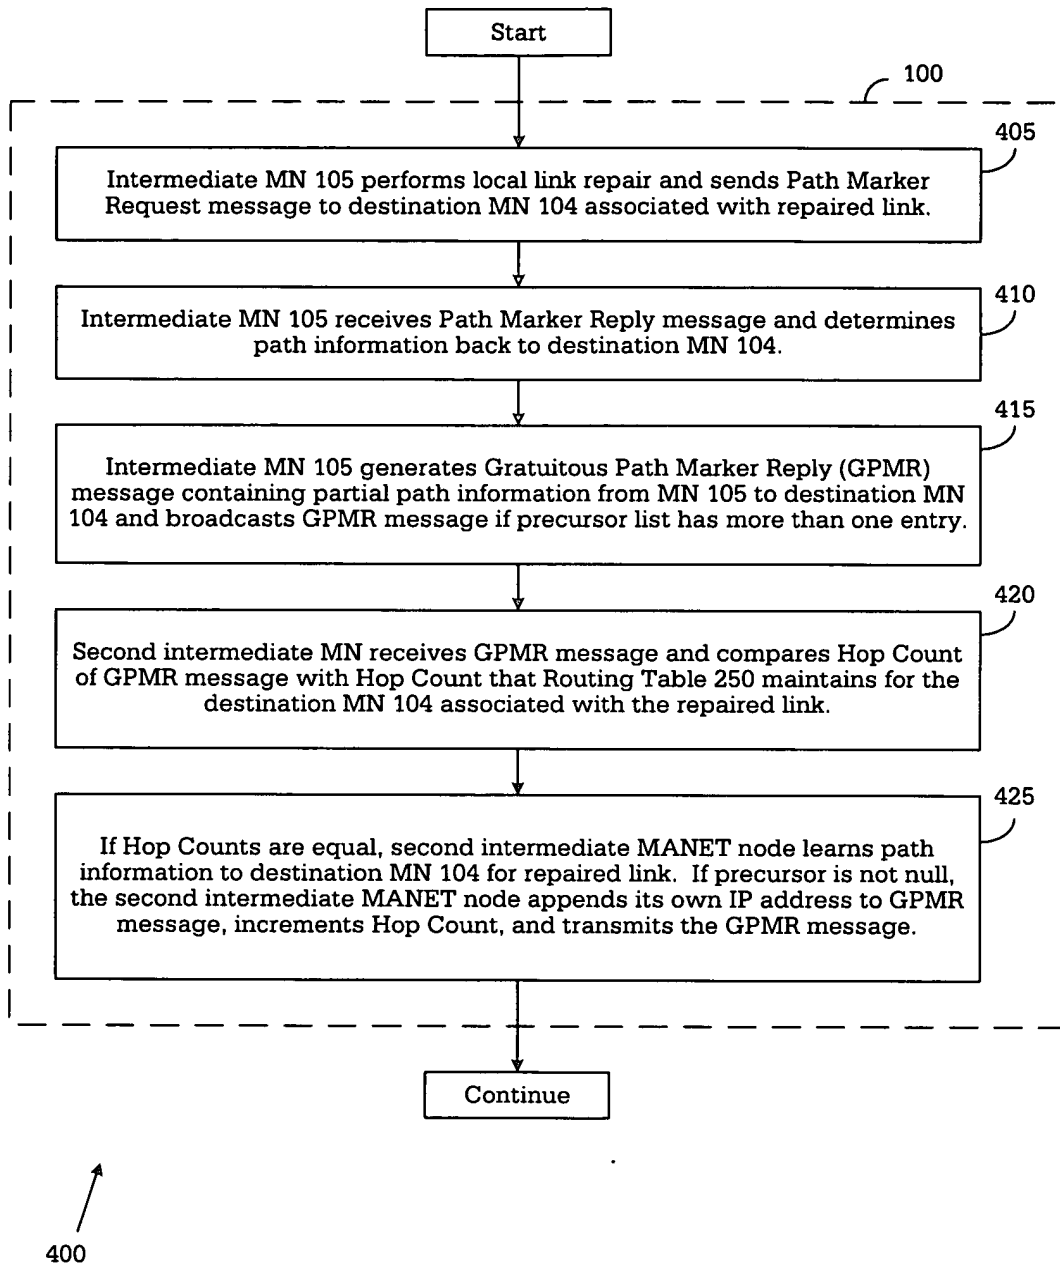 Start
100
405
Intermediate MN 105 performs local link repair and sends Path Marker
Request message to destination MN 104 associated with repaired link.
410
Intermediate MN 105 receives Path Marker Reply message and determines
path information back to destination MN 104.
415
Intermediate MN 105 generates Gratuitous Path Marker Reply (GPMR)
message containing partial path information from MN 105 to destination MN
104 and broadcasts GPMR message if precursor list has more than one entry.
420
Second intermediate MN receives GPMR message and compares Hop Count
of GPMR message with Hop Count that Routing Table 250 maintains for the
destination MN 104 associated with the repaired link.
425
If Hop Counts are equal, second intermediate MANET node learns path
information to destination MN 104 for repaired link.  If precursor is not null,
the second intermediate MANET node appends its own IP address to GPMR
message, increments Hop Count, and transmits the GPMR message.
Continue
400